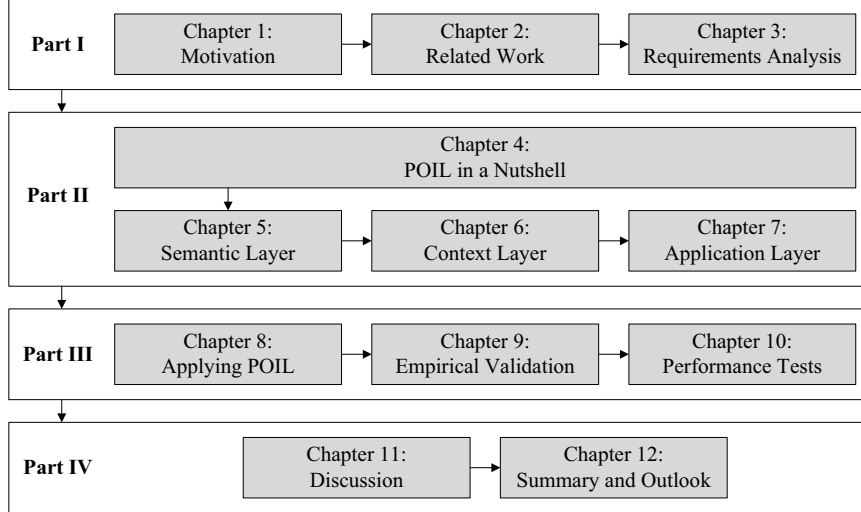 Part I
Chapter 1:
Motivation
Chapter 2:
Related Work
Chapter 3:
Requirements Analysis
Part II
Chapter 4:
POIL in a Nutshell
Chapter 5:
Semantic Layer
Chapter 6:
Context Layer
Chapter 7:
Application Layer
Part III
Chapter 8:
Applying POIL
Chapter 9:
Empirical Validation
Chapter 10:
Performance Tests
Part IV
Chapter 11:
Discussion
Chapter 12:
Summary and Outlook